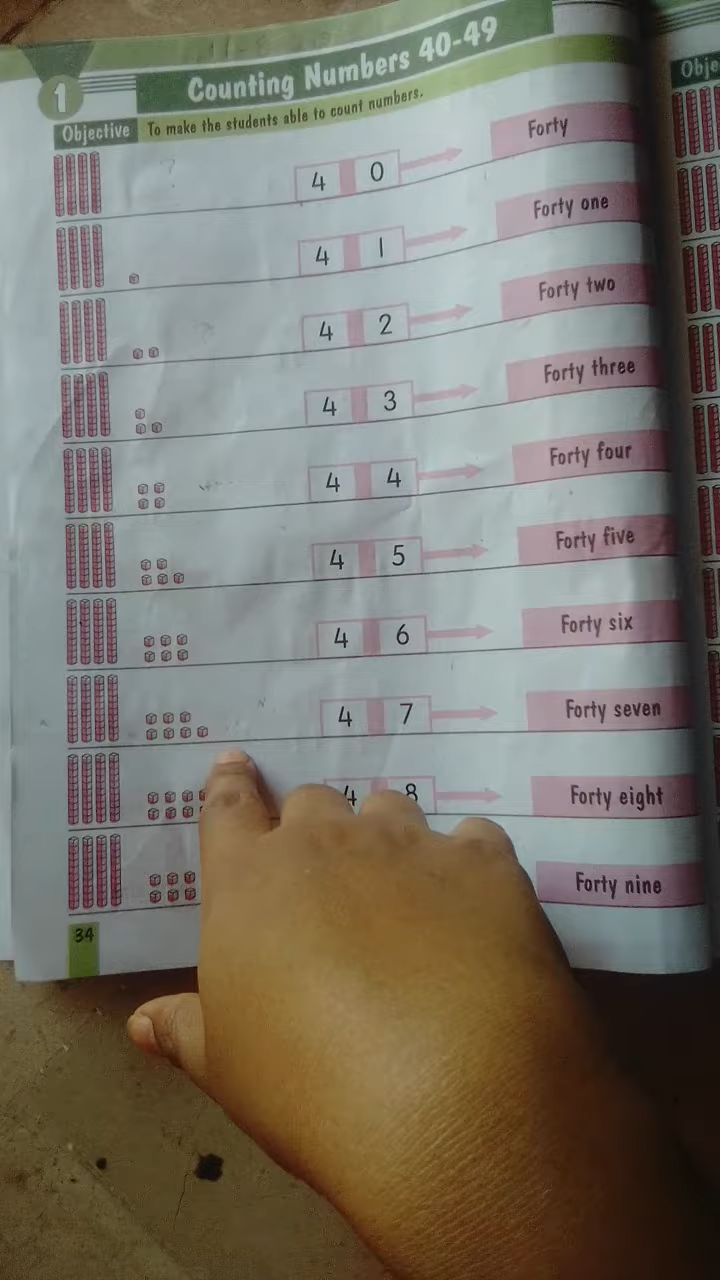 Counting Numbers 40-49
1
Objective To make the students able to count numbers.
Obje
4 0 Forty
4 1 Forty one
4 2 Forty two
4 3 Forty three
4 4 Forty four
4 5 Forty five
4 6 Forty six
4 7 Forty seven
4 8 Forty eight
Forty nine
34